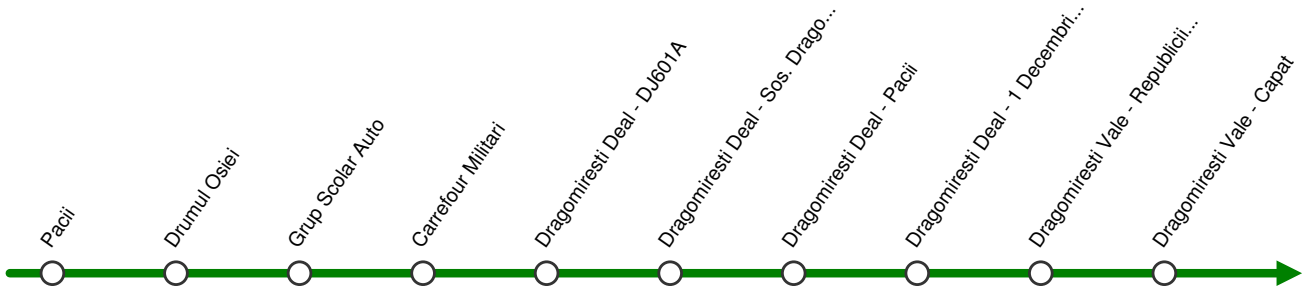 Pacii
Drumul Osiei
Grup Scolar Auto
Carrefour Militari
Dragomiresti Deal - DJ601A
Dragomiresti Deal - Sos. Drago...
Dragomiresti Deal - Pacii
Dragomiresti Deal - 1 Decembri...
Dragomiresti Vale - Republicii...
Dragomiresti Vale - Capat